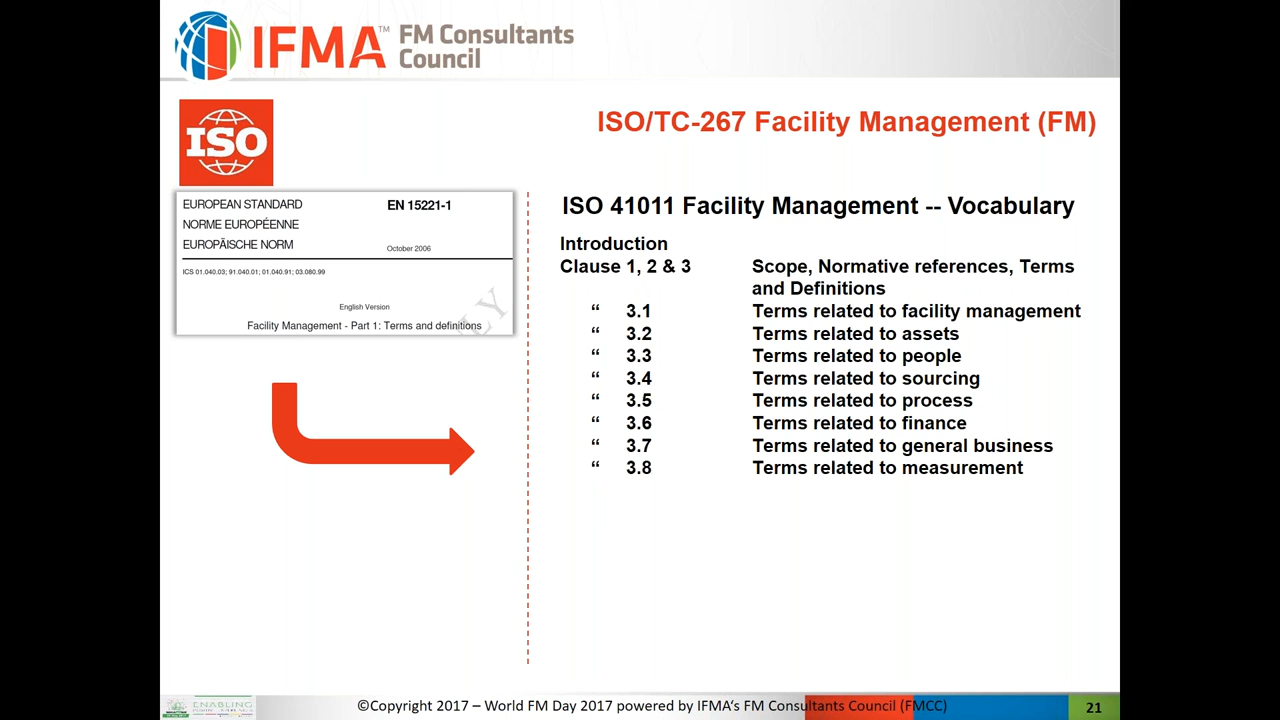 IFMA™ FM Consultants
Council
ISO/TC-267 Facility Management (FM)
ISO
EUROPEAN STANDARD EN 15221-1
NORME EUROPÉENNE
EUROPÄISCHE NORM October 2006
ICS 01.040.03; 91.040.01; 01.040.91; 03.080.99
English Version
Facility Management - Part 1: Terms and definitions
ISO 41011 Facility Management -- Vocabulary
Introduction
Clause 1, 2 & 3 Scope, Normative references, Terms
and Definitions
“ 3.1 Terms related to facility management
“ 3.2 Terms related to assets
“ 3.3 Terms related to people
“ 3.4 Terms related to sourcing
“ 3.5 Terms related to process
“ 3.6 Terms related to finance
“ 3.7 Terms related to general business
“ 3.8 Terms related to measurement
ENABLING
©Copyright 2017 – World FM Day 2017 powered by IFMA‘s FM Consultants Council (FMCC) 21